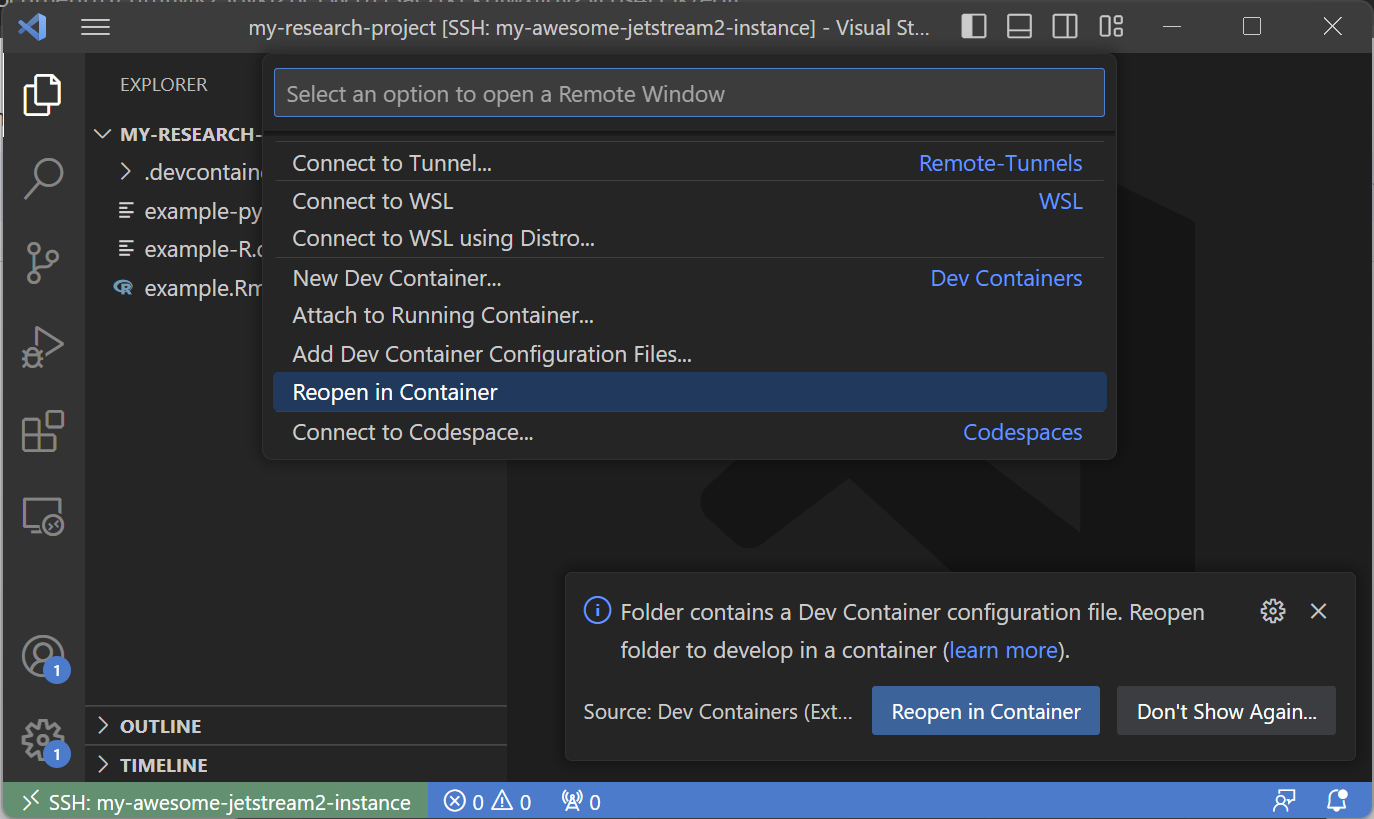 my-research-project [SSH: my-awesome-jetstream2-instance] - Visual St...
EXPLORER
MY-RESEARCH-
.devcontain
example-py
example-R.
example.Rm
OUTLINE
TIMELINE
Select an option to open a Remote Window
Connect to Tunnel... Remote-Tunnels
Connect to WSL WSL
Connect to WSL using Distro...
New Dev Container... Dev Containers
Attach to Running Container...
Add Dev Container Configuration Files...
Reopen in Container
Connect to Codespace... Codespaces
Folder contains a Dev Container configuration file. Reopen
folder to develop in a container (learn more).
Source: Dev Containers (Ext... Reopen in Container Don't Show Again...
1
1
SSH: my-awesome-jetstream2-instance 0 0 0